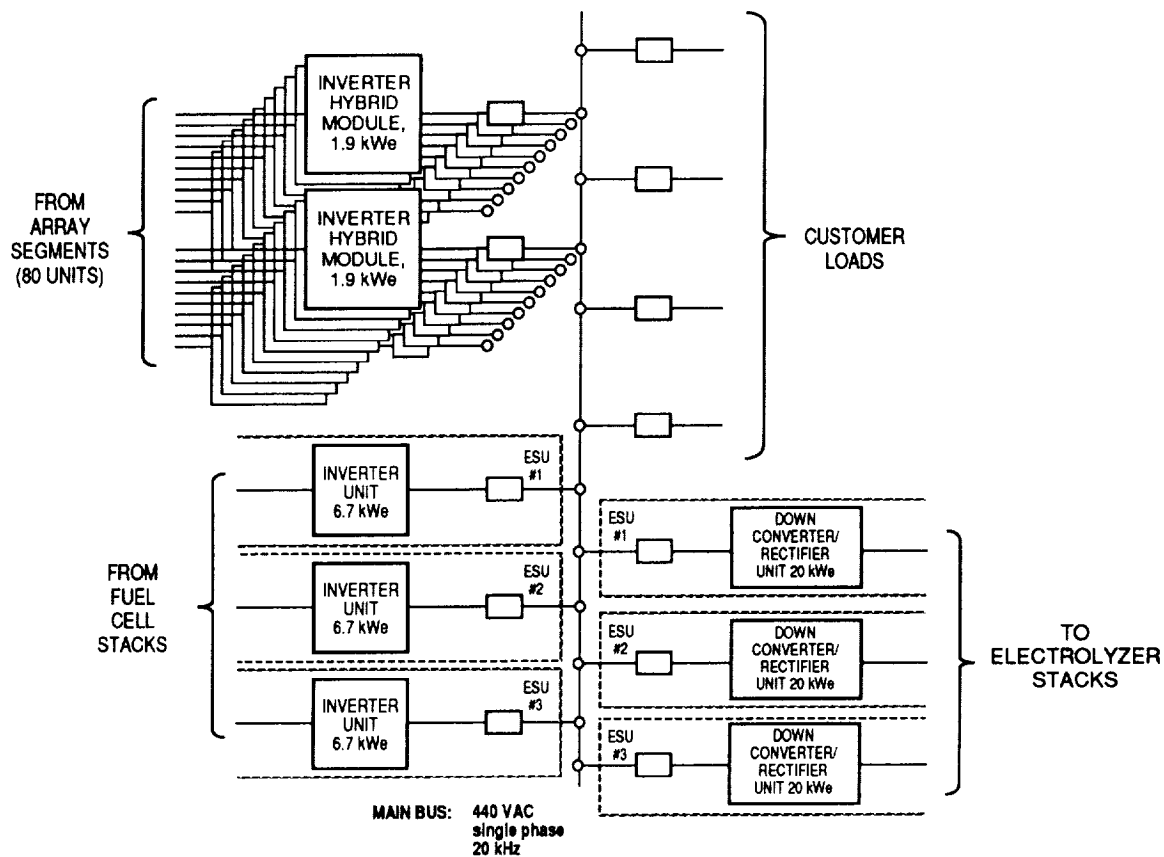 INVERTER
HYBRID
MODULE,
1.9 kWe
INVERTER
HYBRID
MODULE,
1.9 kWe
FROM
ARRAY
SEGMENTS
(80 UNITS)
CUSTOMER
LOADS
INVERTER
UNIT
6.7 kWe
ESU
#1
INVERTER
UNIT
6.7 kWe
ESU
#2
INVERTER
UNIT
6.7 kWe
ESU
#3
FROM
FUEL
CELL
STACKS
ESU
#1
DOWN
CONVERTER/
RECTIFIER
UNIT 20 kWe
ESU
#2
DOWN
CONVERTER/
RECTIFIER
UNIT 20 kWe
ESU
#3
DOWN
CONVERTER/
RECTIFIER
UNIT 20 kWe
TO
ELECTROLYZER
STACKS
MAIN BUS: 440 VAC
single phase
20 kHz